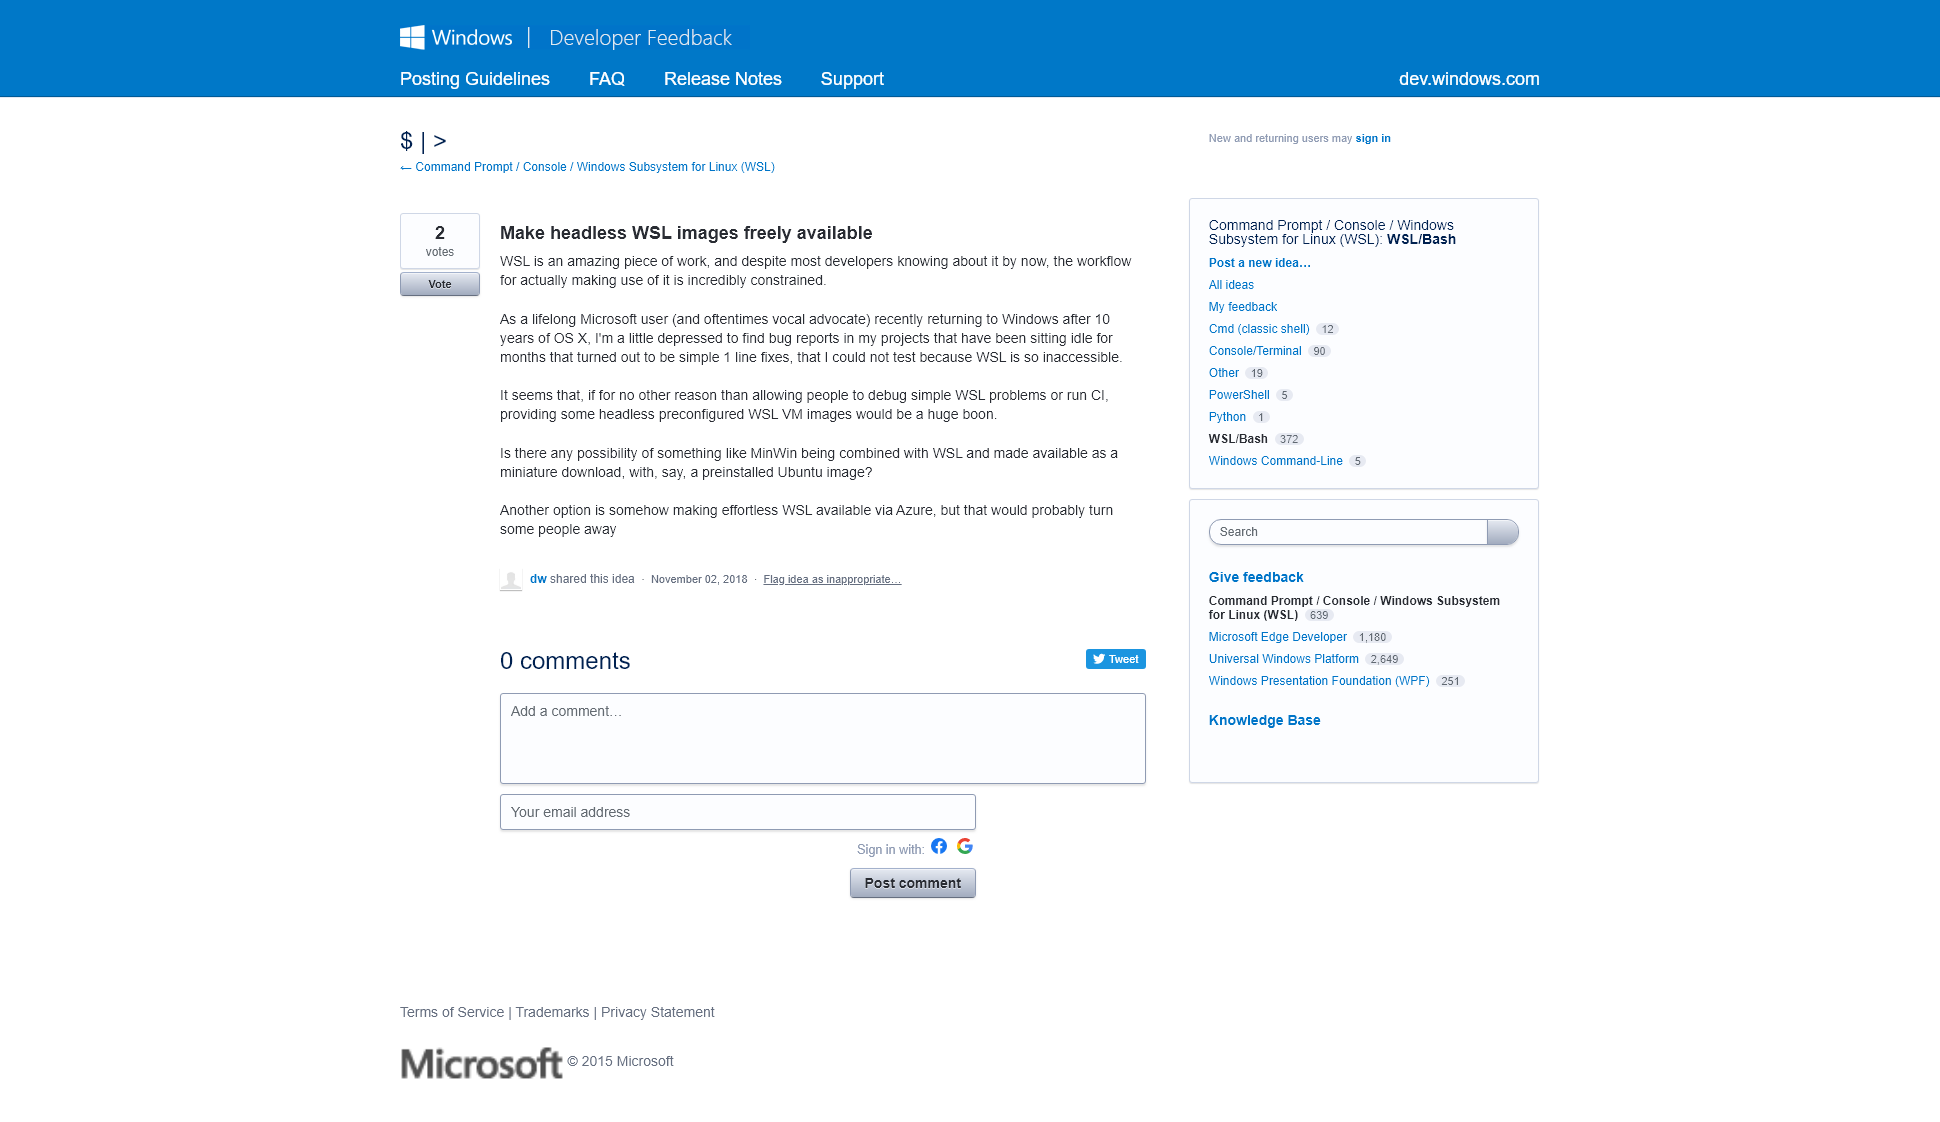 Windows | Developer Feedback
Posting Guidelines FAQ Release Notes Support dev.windows.com
$ | >
← Command Prompt / Console / Windows Subsystem for Linux (WSL)
New and returning users may sign in
2
votes
Vote
Make headless WSL images freely available
WSL is an amazing piece of work, and despite most developers knowing about it by now, the workflow
for actually making use of it is incredibly constrained.
As a lifelong Microsoft user (and oftentimes vocal advocate) recently returning to Windows after 10
years of OS X, I'm a little depressed to find bug reports in my projects that have been sitting idle for
months that turned out to be simple 1 line fixes, that I could not test because WSL is so inaccessible.
It seems that, if for no other reason than allowing people to debug simple WSL problems or run CI,
providing some headless preconfigured WSL VM images would be a huge boon.
Is there any possibility of something like MinWin being combined with WSL and made available as a
miniature download, with, say, a preinstalled Ubuntu image?
Another option is somehow making effortless WSL available via Azure, but that would probably turn
some people away
dw shared this idea · November 02, 2018 · Flag idea as inappropriate…
0 comments
Tweet
Add a comment…
Your email address
Sign in with:
Post comment
Command Prompt / Console / Windows
Subsystem for Linux (WSL): WSL/Bash
Post a new idea…
All ideas
My feedback
Cmd (classic shell) 12
Console/Terminal 90
Other 19
PowerShell 5
Python 1
WSL/Bash 372
Windows Command-Line 5
Search
Give feedback
Command Prompt / Console / Windows Subsystem
for Linux (WSL) 639
Microsoft Edge Developer 1,180
Universal Windows Platform 2,649
Windows Presentation Foundation (WPF) 251
Knowledge Base
Terms of Service | Trademarks | Privacy Statement
Microsoft © 2015 Microsoft